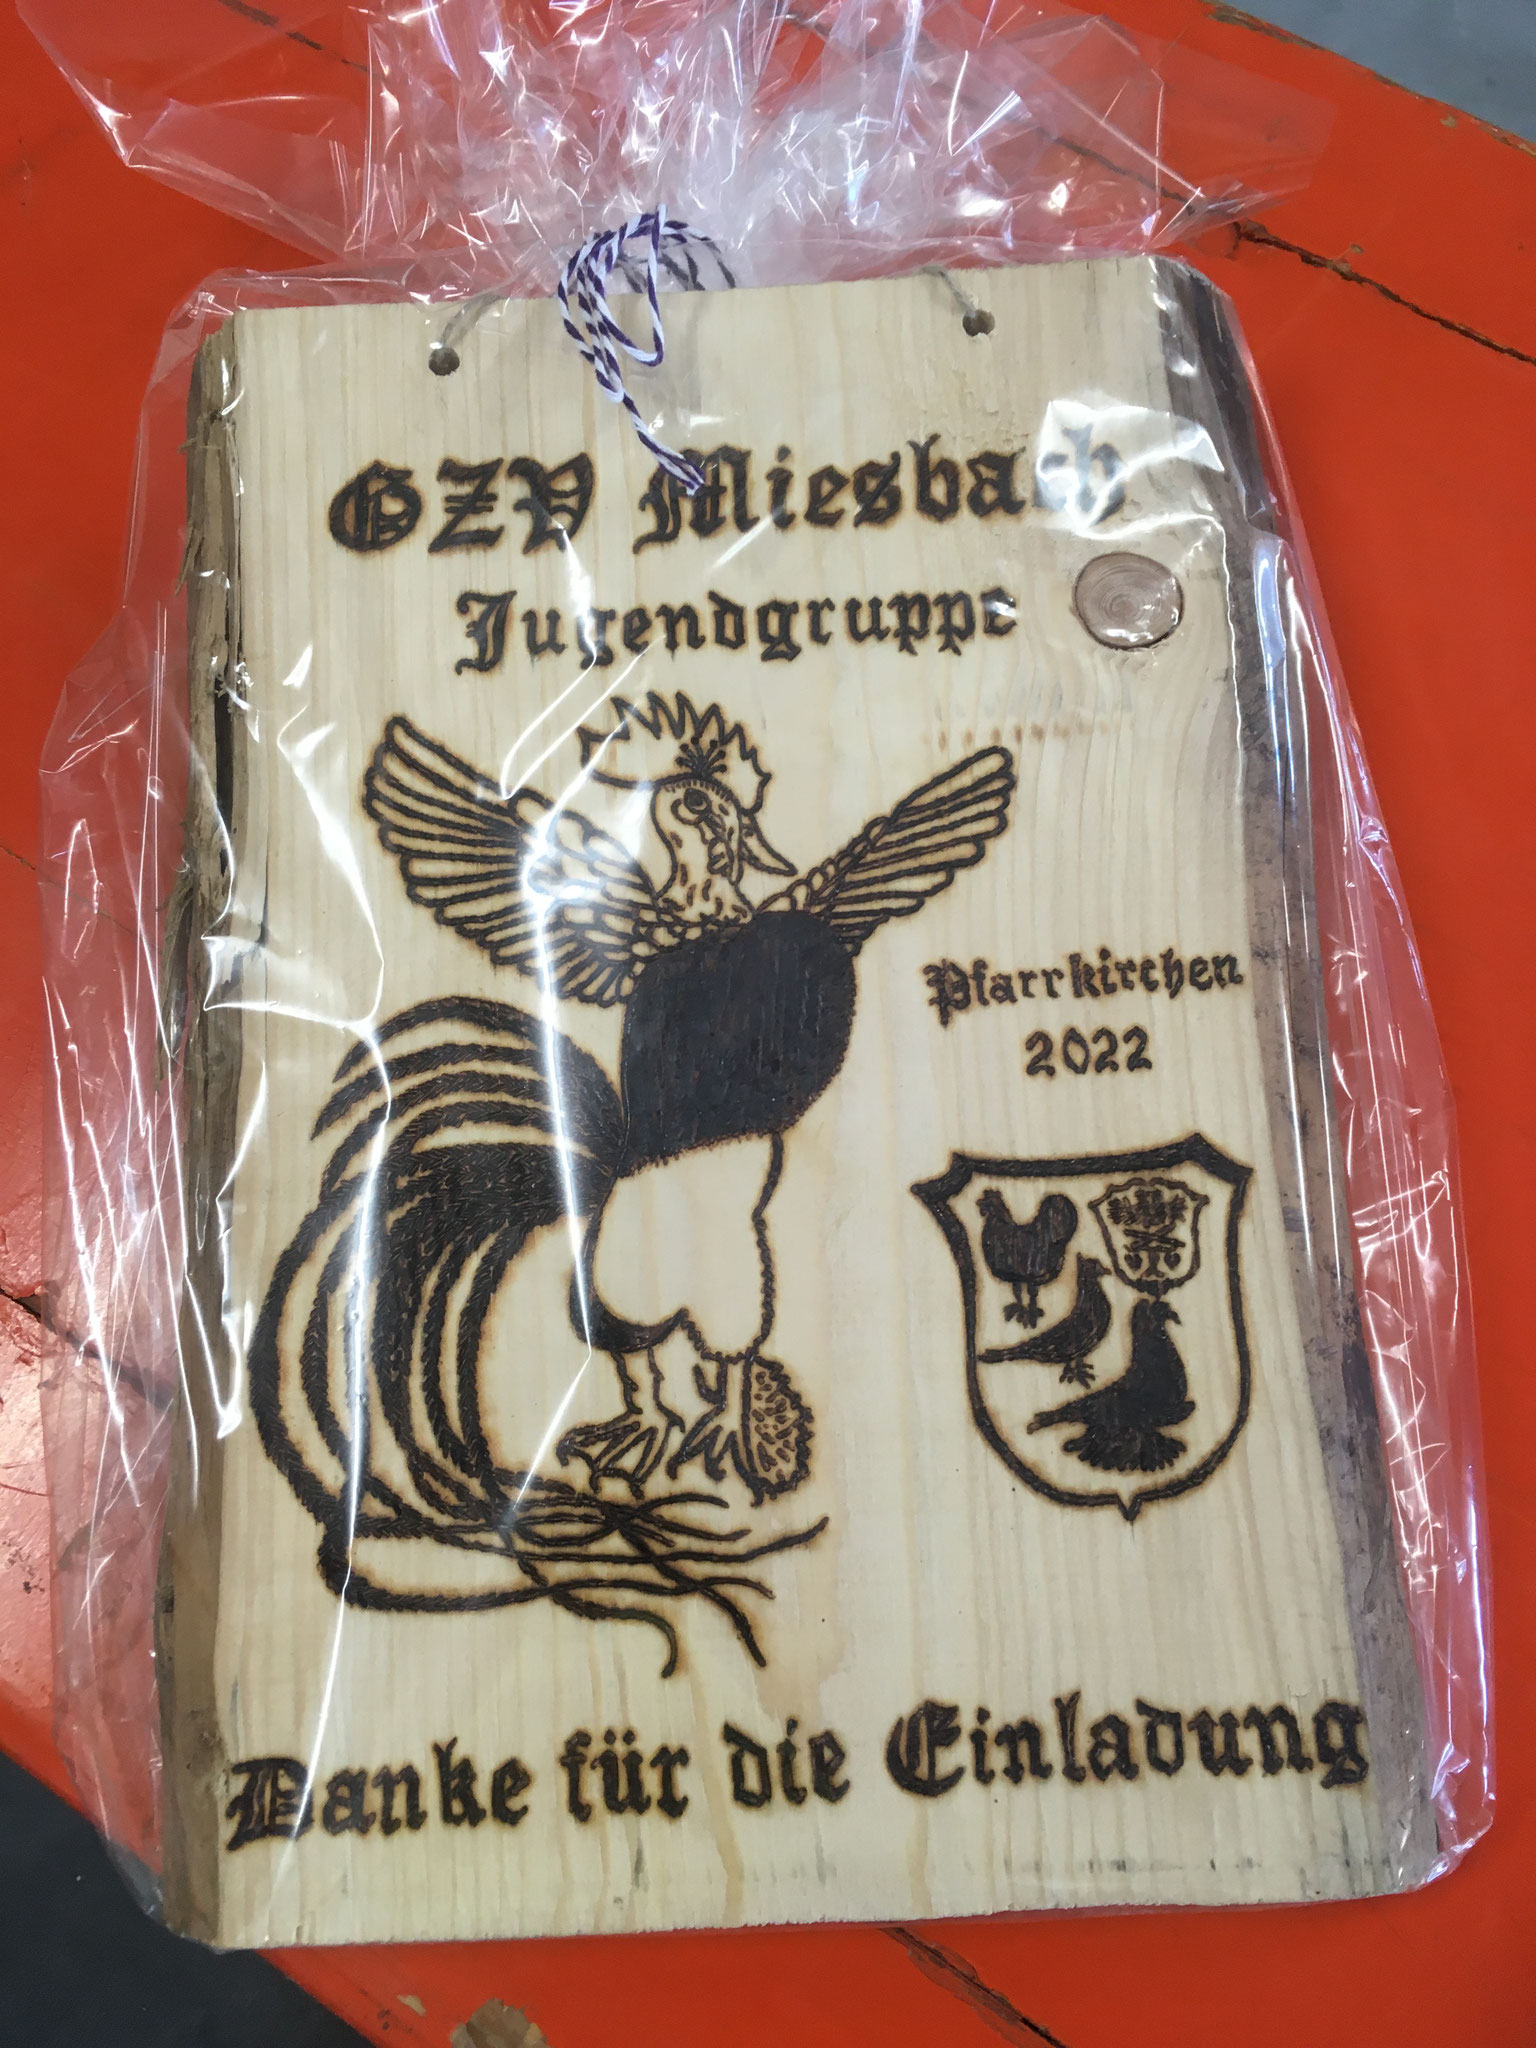 GZV Miesbach
Jugendgruppe
Pfarrkirchen
2022
Danke für die Einladung